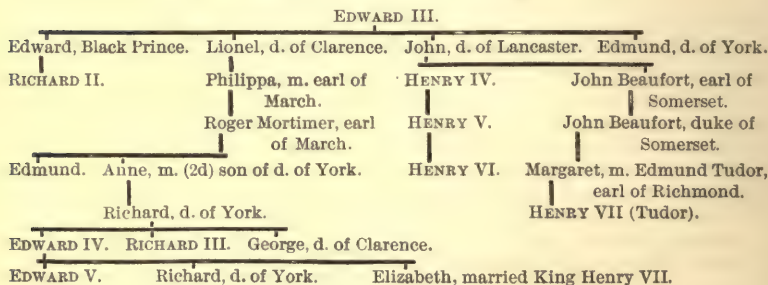 EDWARD III.
Edward, Black Prince. Lionel, d. of Clarence. John, d. of Lancaster. Edmund, d. of York.
RICHARD II. Philippa, m. earl of March. HENRY IV. John Beaufort, earl of Somerset.
Roger Mortimer, earl of March. HENRY V. John Beaufort, duke of Somerset.
Edmund. Anne, m. (2d) son of d. of York. HENRY VI. Margaret, m. Edmund Tudor, earl of Richmond.
Richard, d. of York. HENRY VII (Tudor).
EDWARD IV. RICHARD III. George, d. of Clarence.
EDWARD V. Richard, d. of York. Elizabeth, married King Henry VII.